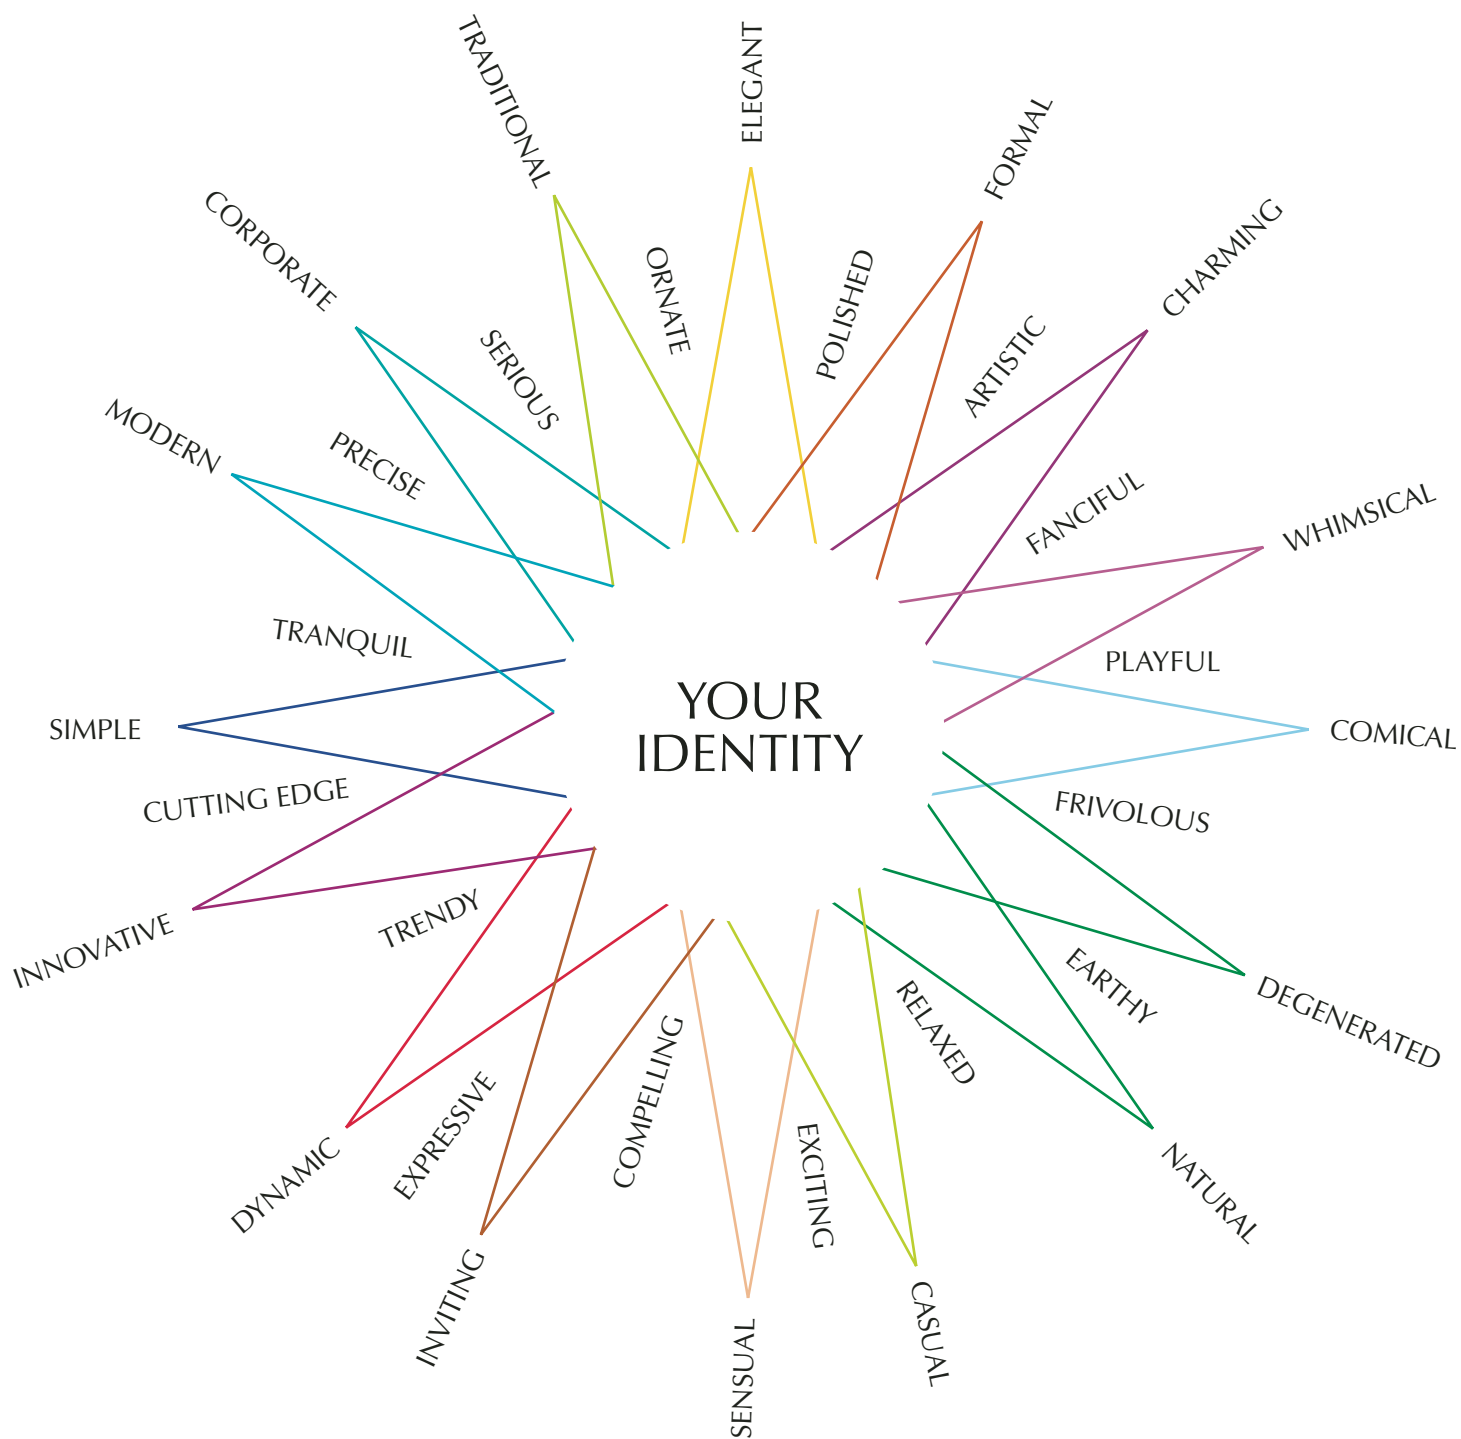 ELEGANT
FORMAL
CHARMING
WHIMSICAL
COMICAL
DEGENERATED
NATURAL
CASUAL
SENSUAL
INVITING
DYNAMIC
INNOVATIVE
SIMPLE
MODERN
CORPORATE
TRADITIONAL
ORNATE
POLISHED
ARTISTIC
FANCIFUL
PLAYFUL
FRIVOLOUS
EARTHY
RELAXED
EXCITING
COMPELLING
EXPRESSIVE
TRENDY
CUTTING EDGE
TRANQUIL
PRECISE
SERIOUS
YOUR
IDENTITY